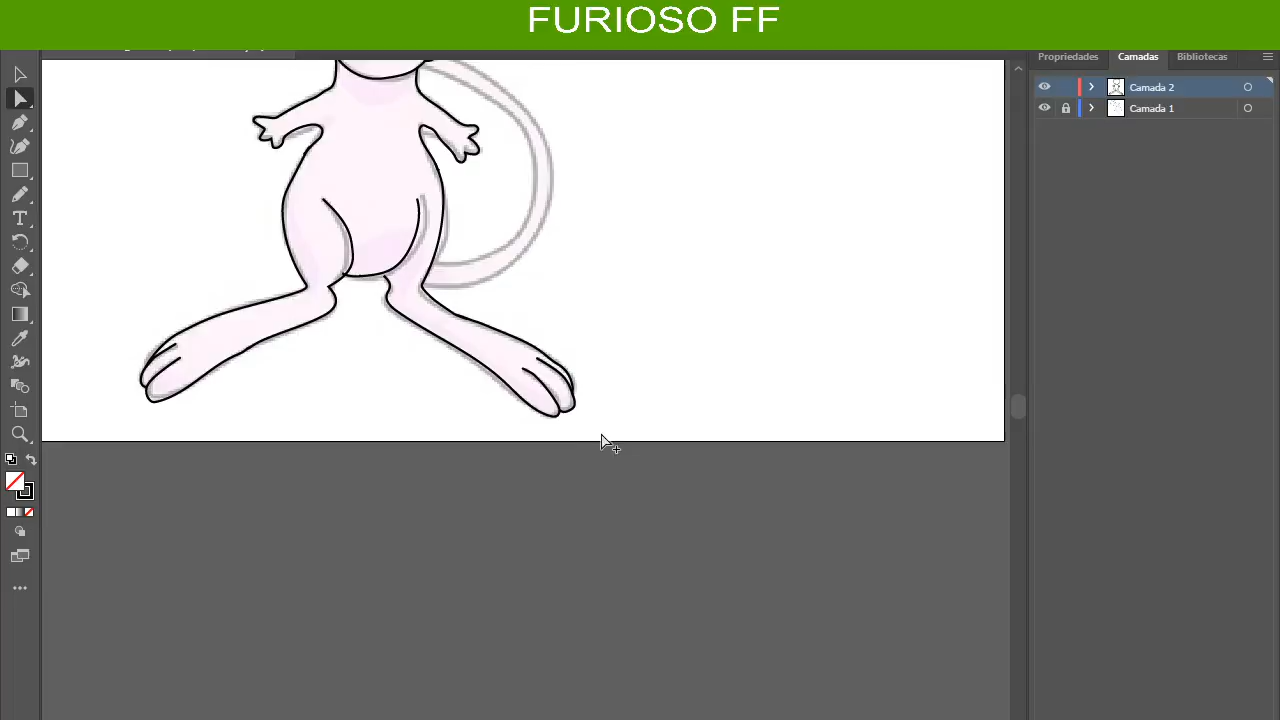 FURIOSO FF
Propriedades
Camadas
Bibliotecas
Camada 2
Camada 1